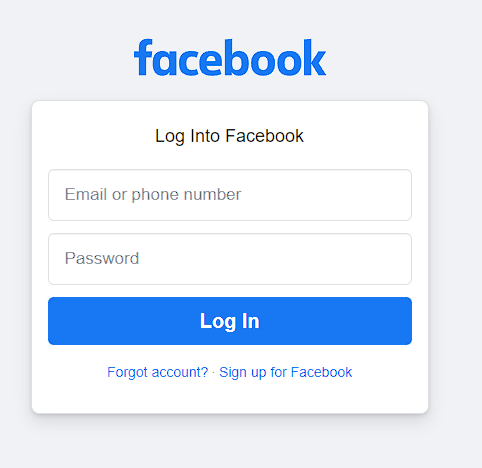 facebook
Log Into Facebook
Email or phone number
Password
Log In
Forgot account? · Sign up for Facebook